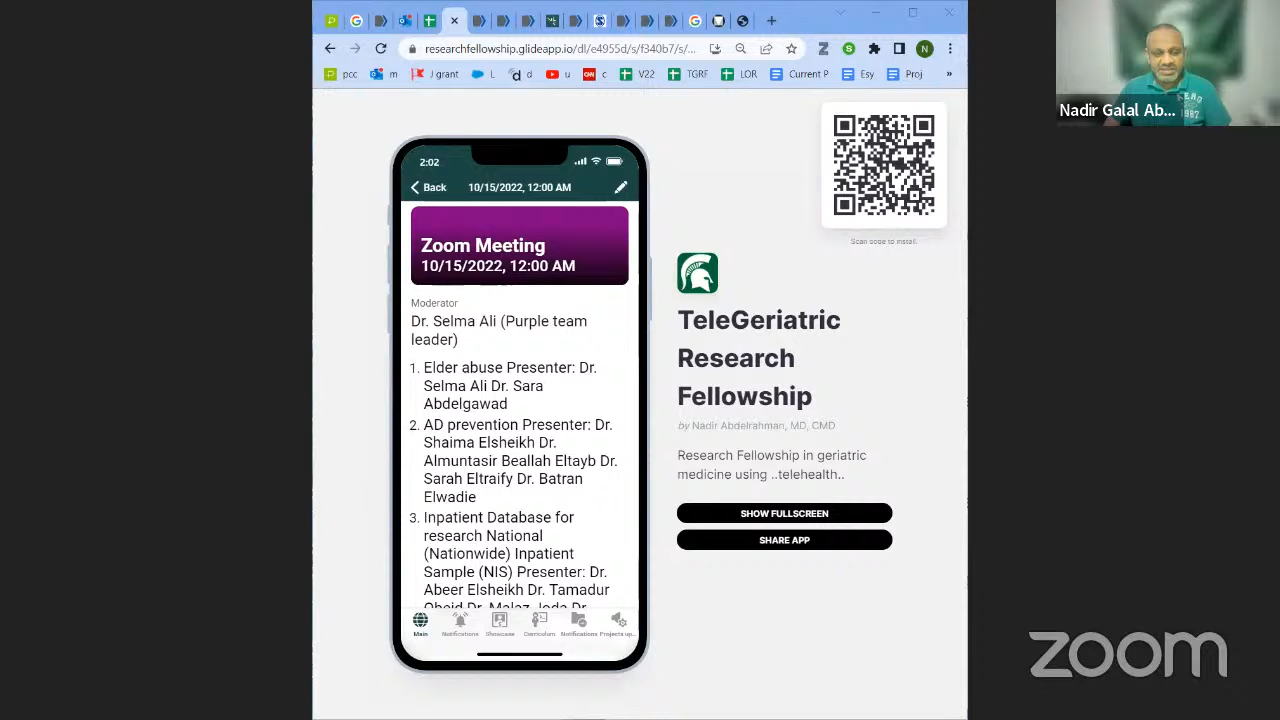 researchfellowship.glideapp.io/dl/e4955d/s/f340b7/s/...
N
pcc
m
J grant
L
d
u
CNN
c
V22
TGRF
LOR
Current P
Esy
Proj
»
Nadir Galal Ab...
2:02
Back
10/15/2022, 12:00 AM
Zoom Meeting
10/15/2022, 12:00 AM
Moderator
Dr. Selma Ali (Purple team
leader)
1. Elder abuse Presenter: Dr.
Selma Ali Dr. Sara
Abdelgawad
2. AD prevention Presenter: Dr.
Shaima Elsheikh Dr.
Almuntasir Beallah Eltayb Dr.
Sarah Eltraify Dr. Batran
Elwadie
3. Inpatient Database for
research National
(Nationwide) Inpatient
Sample (NIS) Presenter: Dr.
Abeer Elsheikh Dr. Tamadur
Main
Notifications
Showcase
Curriculum
Notifications
Projects up...
Scan code to install.
TeleGeriatric
Research
Fellowship
by Nadir Abdelrahman, MD, CMD
Research Fellowship in geriatric
medicine using ..telehealth..
SHOW FULLSCREEN
SHARE APP
zoom